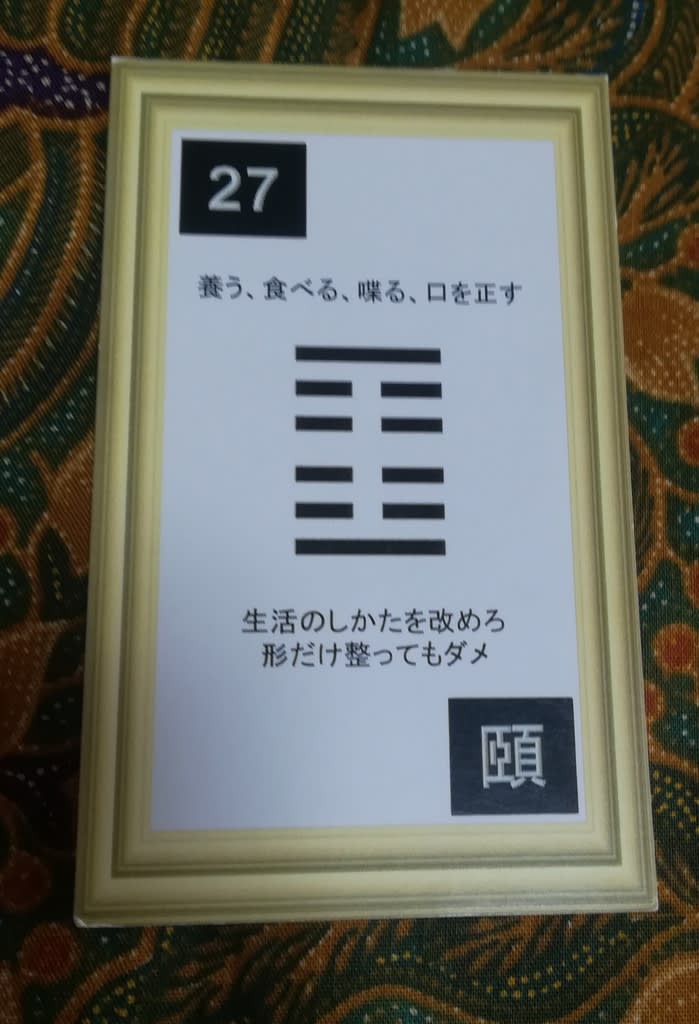 27
養う、食べる、喋る、口を正す
生活のしかたを改めろ
形だけ整ってもダメ
頤